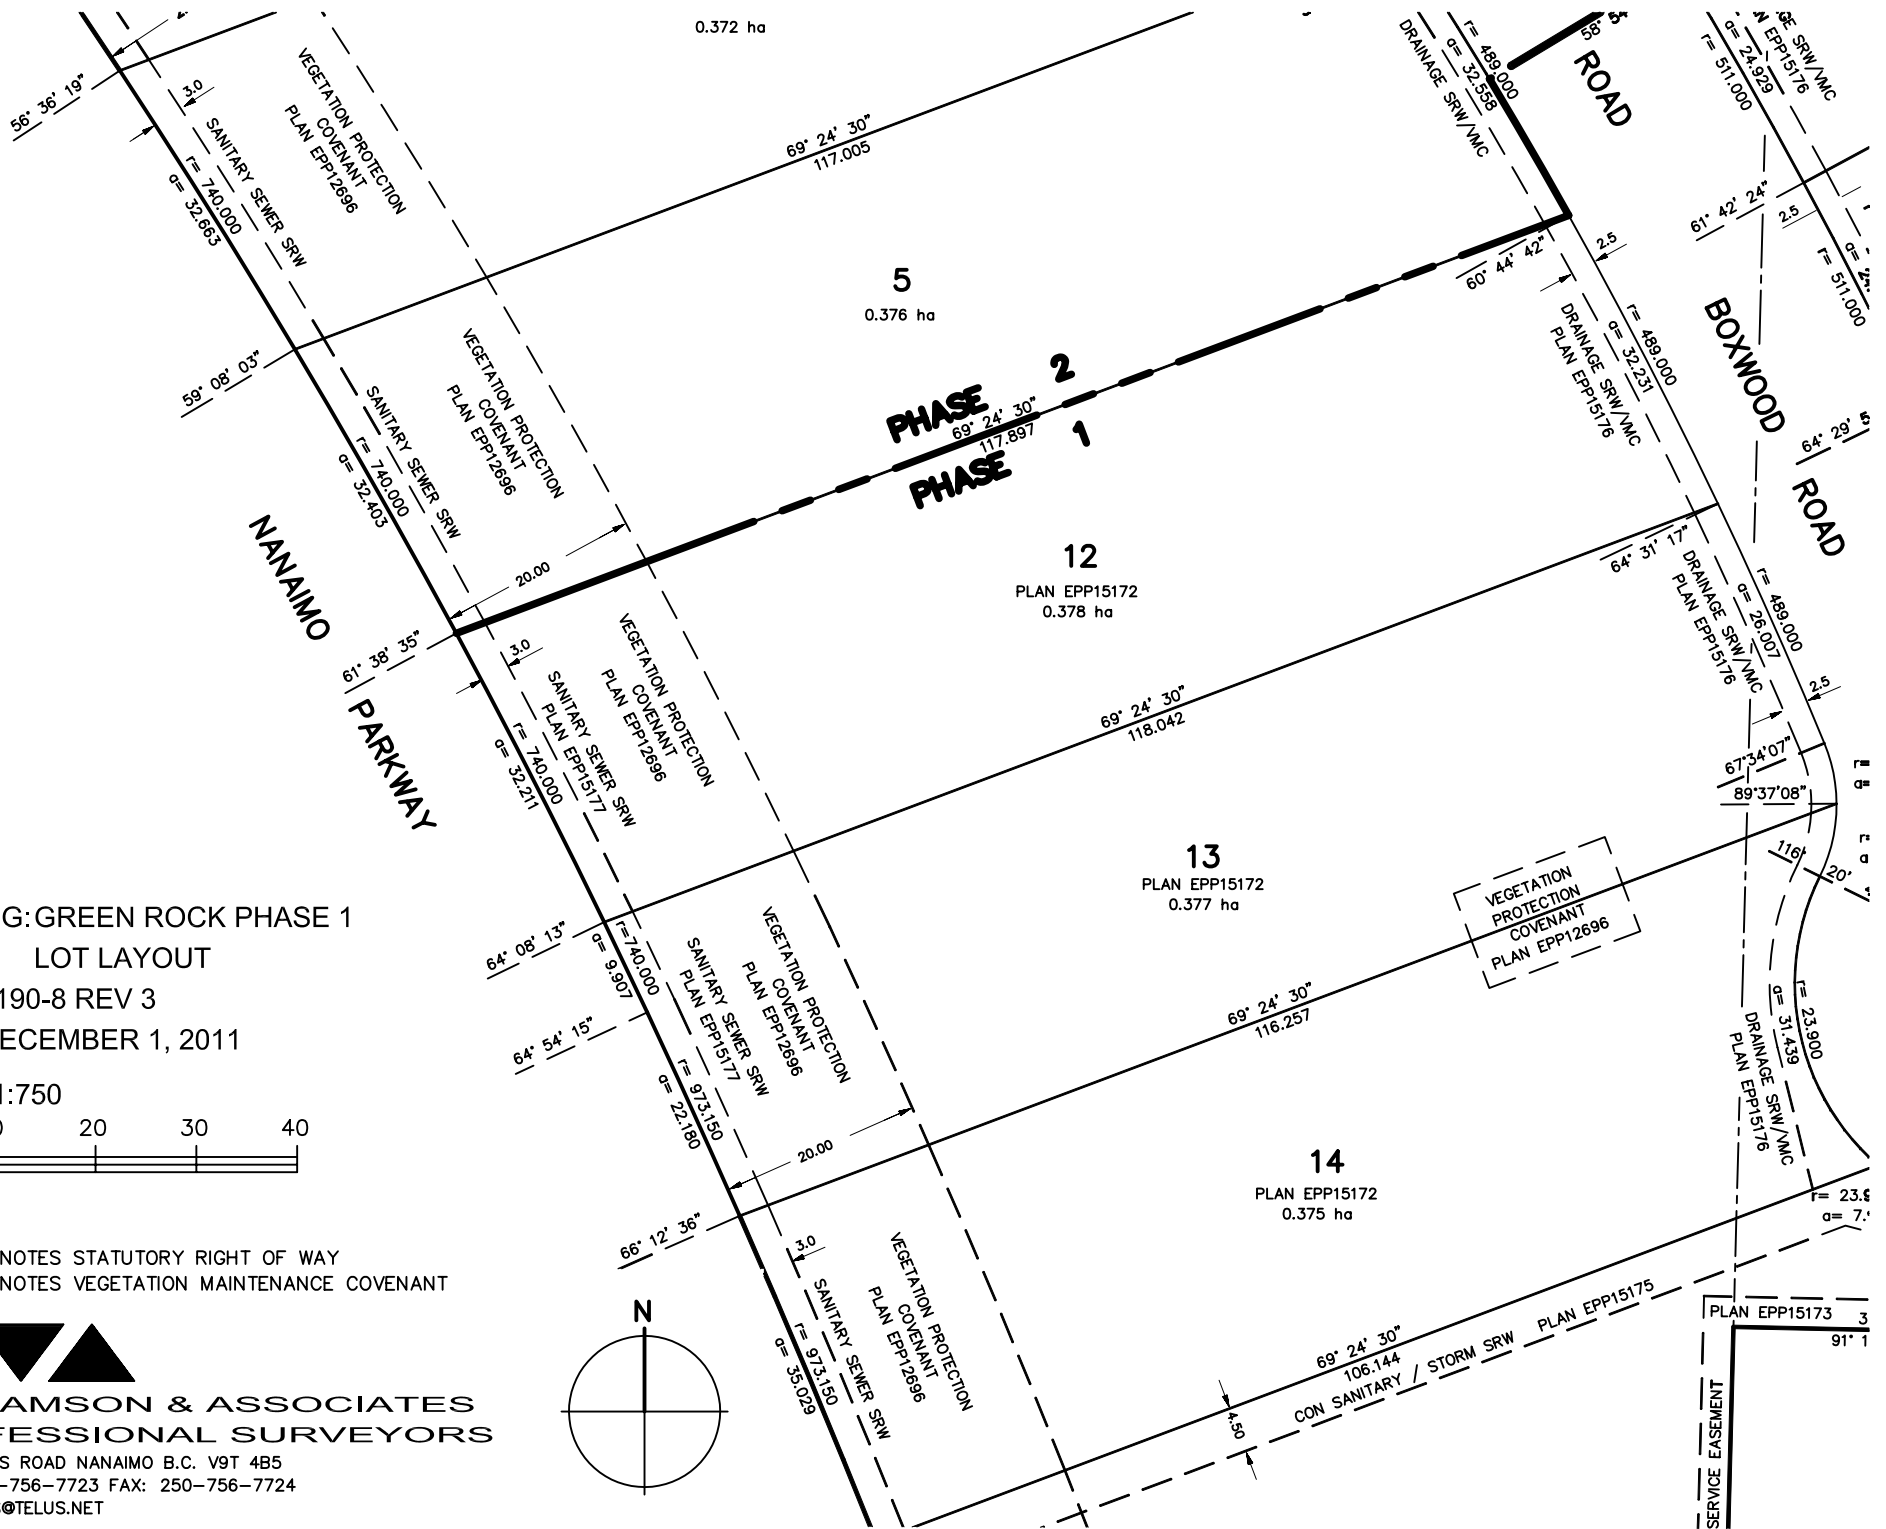 0.372 ha
56° 36' 19"
3.0
SANITARY SEWER SRW
VEGETATION PROTECTION
COVENANT
PLAN EPP12696
r= 740.000
a= 32.663
69° 24' 30"
117.005
DRAINAGE SRW/VMC
r= 489.000
a= 32.558
58°
ROAD
r= 511.000
a= 24.929
SRW/VMC
EPP15176
61° 42' 24"
2.5
r= 511.000
2.5
60° 44' 42"
5
0.376 ha
59° 08' 03"
SANITARY SEWER SRW
VEGETATION PROTECTION
COVENANT
PLAN EPP12696
r= 740.000
a= 32.403
PHASE 2
69° 24' 30"
117.897
PHASE 1
DRAINAGE SRW/VMC
PLAN EPP15176
r= 489.000
a= 32.231
BOXWOOD
ROAD
64° 29'
NANAIMO
PARKWAY
20.00
12
PLAN EPP15172
0.378 ha
64° 31' 17"
61° 38' 35"
3.0
SANITARY SEWER SRW
PLAN EPP15177
VEGETATION PROTECTION
COVENANT
PLAN EPP12696
r= 740.000
a= 32.211
DRAINAGE SRW/VMC
PLAN EPP15176
r= 489.000
a= 26.007
2.5
69° 24' 30"
118.042
67°34'07"
89°37'08"
116°
20'
13
PLAN EPP15172
0.377 ha
VEGETATION
PROTECTION
COVENANT
PLAN EPP12696
64° 08' 13"
r=740.000
a= 9.907
SANITARY SEWER SRW
PLAN EPP15177
VEGETATION PROTECTION
COVENANT
PLAN EPP12696
64° 54' 15"
r= 973.150
a= 22.180
69° 24' 30"
116.257
r= 23.900
a= 31.439
DRAINAGE SRW/VMC
PLAN EPP15176
20.00
14
PLAN EPP15172
0.375 ha
r= 23.9
a= 7.
66° 12' 36"
3.0
SANITARY SEWER SRW
VEGETATION PROTECTION
COVENANT
PLAN EPP12696
r= 973.150
a= 35.029
69° 24' 30"
106.144
CON SANITARY / STORM SRW PLAN EPP15175
4.50
PLAN EPP15173
3
91° 1
SERVICE EASEMENT
G: GREEN ROCK PHASE 1
LOT LAYOUT
190-8 REV 3
ECEMBER 1, 2011
1:750
0 20 30 40
NOTES STATUTORY RIGHT OF WAY
NOTES VEGETATION MAINTENANCE COVENANT
N
AMSON & ASSOCIATES
FESSIONAL SURVEYORS
S ROAD NANAIMO B.C. V9T 4B5
-756-7723 FAX: 250-756-7724
@TELUS.NET